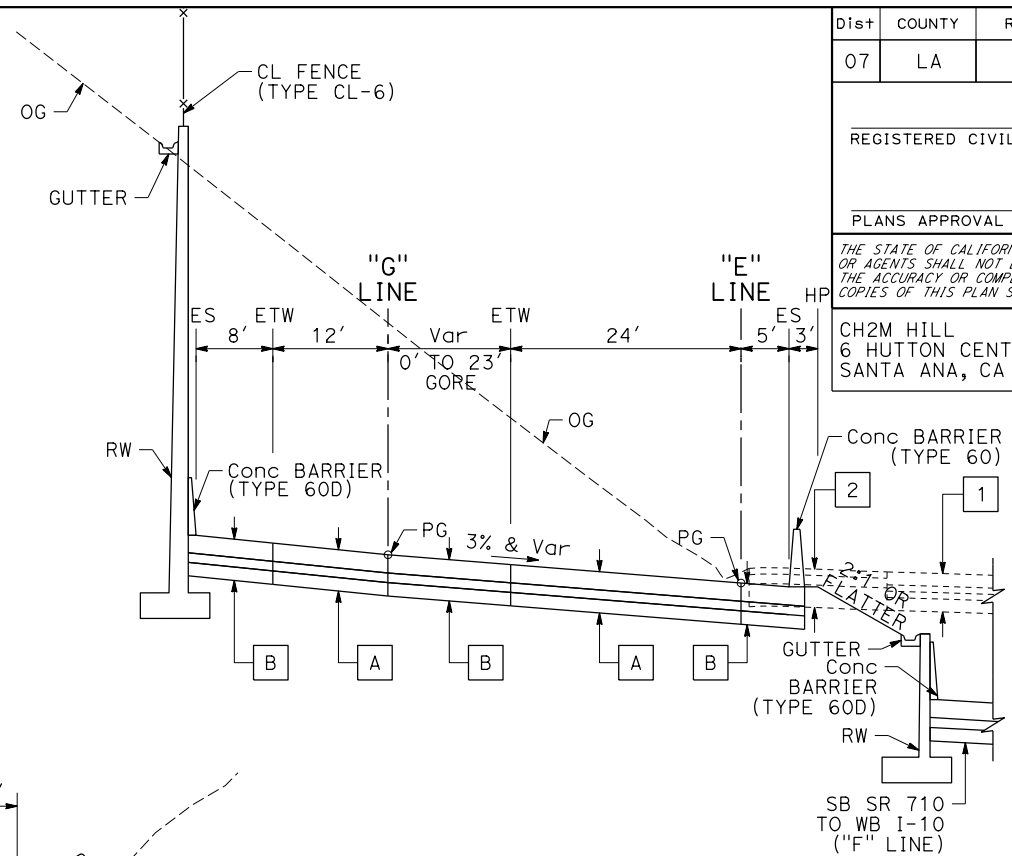 Dist COUNTY
07 LA
REGISTERED CIVIL
PLANS APPROVAL
THE STATE OF CALIFORN
OR AGENTS SHALL NOT
THE ACCURACY OR COMP
COPIES OF THIS PLAN S
CH2M HILL
6 HUTTON CENT
SANTA ANA, CA
CL FENCE
(TYPE CL-6)
OG
GUTTER
"G"
LINE
"E"
LINE
HP
ES ETW ETW ES
8' 12' Var 24' 5' 3'
0' TO 23'
GORE
OG
RW
Conc BARRIER
(TYPE 60D)
Conc BARRIER
(TYPE 60)
2 1
PG 3% & Var PG
2:1 OR
FLATTER
B A B A B
GUTTER
Conc
BARRIER
(TYPE 60D)
RW
SB SR 710
TO WB I-10
("F" LINE)